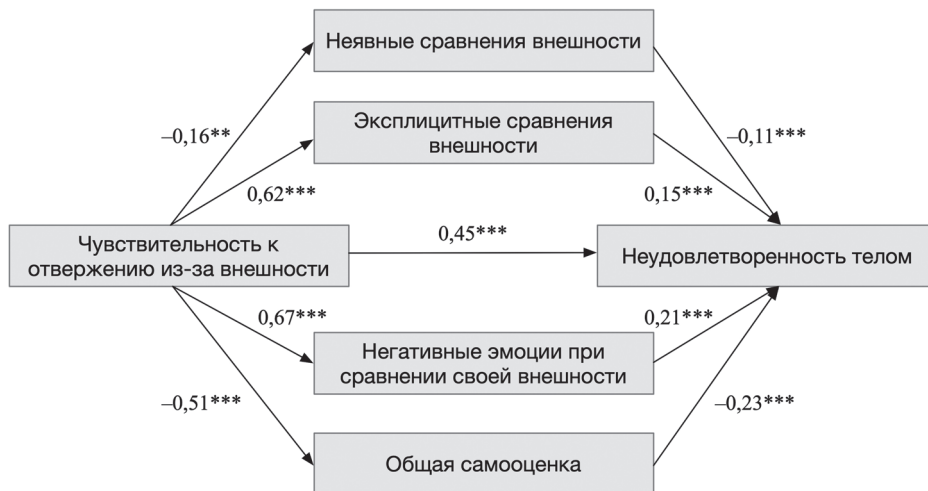 Неявные сравнения внешности
Эксплицитные сравнения
внешности
–0,16**
–0,11***
0,62***
0,15***
Чувствительность к
отвержению из-за внешности
0,45***
Неудовлетворенность телом
0,67***
0,21***
Негативные эмоции при
сравнении своей внешности
–0,51***
–0,23***
Общая самооценка